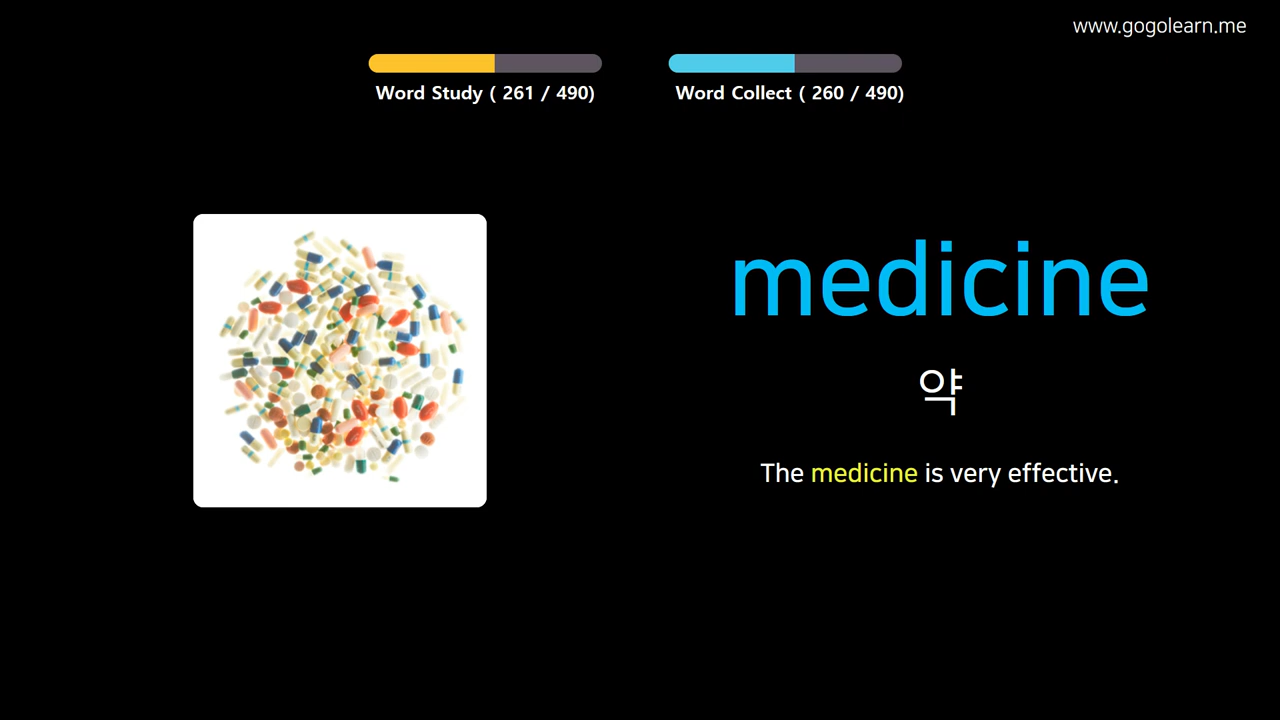 www.gogolearn.me
Word Study ( 261 / 490)
Word Collect ( 260 / 490)
medicine
약
The medicine is very effective.